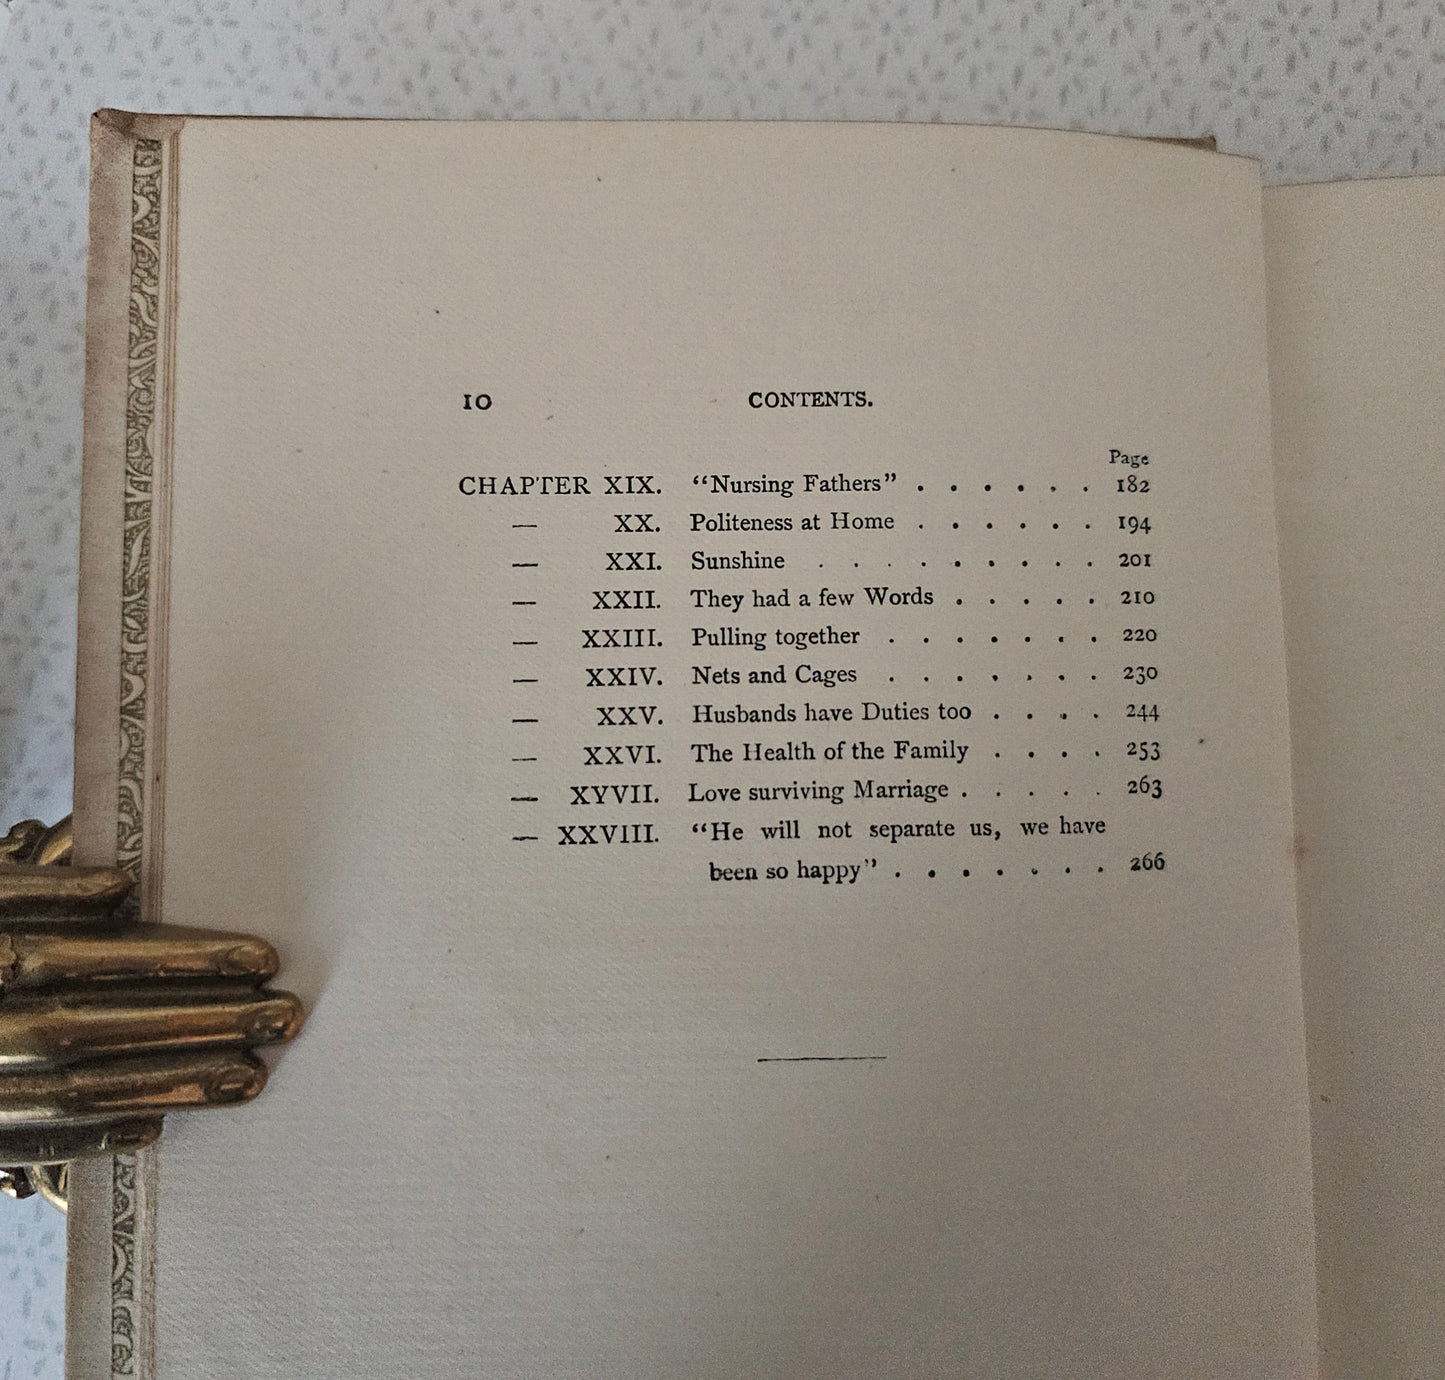 10 CONTENTS.
Page
CHAPTER XIX. “Nursing Fathers” . . . . . . 182
— XX. Politeness at Home . . . . . . 194
— XXI. Sunshine . . . . . . . . . 201
— XXII. They had a few Words . . . . . 210
— XXIII. Pulling together . . . . . . . 220
— XXIV. Nets and Cages . . . . . . . 230
— XXV. Husbands have Duties too . . . . 244
— XXVI. The Health of the Family . . . . 253
— XYVII. Love surviving Marriage . . . . . 263
— XXVIII. “He will not separate us, we have
been so happy” . . . . . . . 266